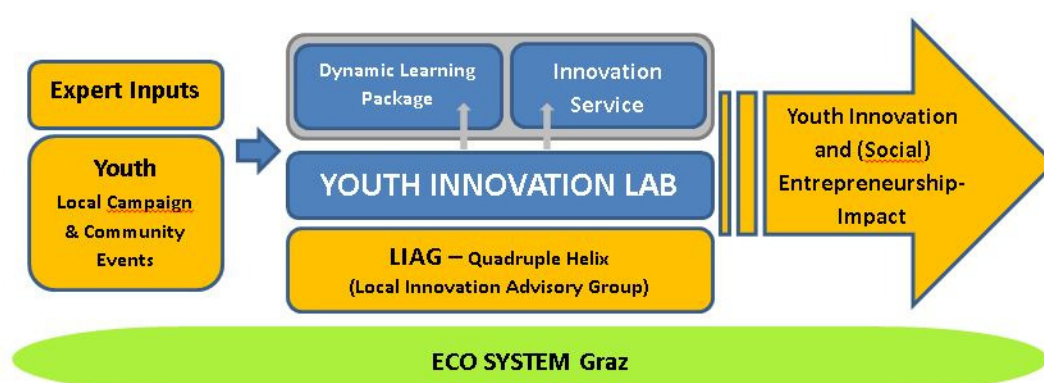 Expert Inputs
Youth
Local Campaign
& Community
Events
Dynamic Learning
Package
Innovation
Service
YOUTH INNOVATION LAB
LIAG – Quadruple Helix
(Local Innovation Advisory Group)
Youth Innovation
and (Social)
Entrepreneurship-
Impact
ECO SYSTEM Graz